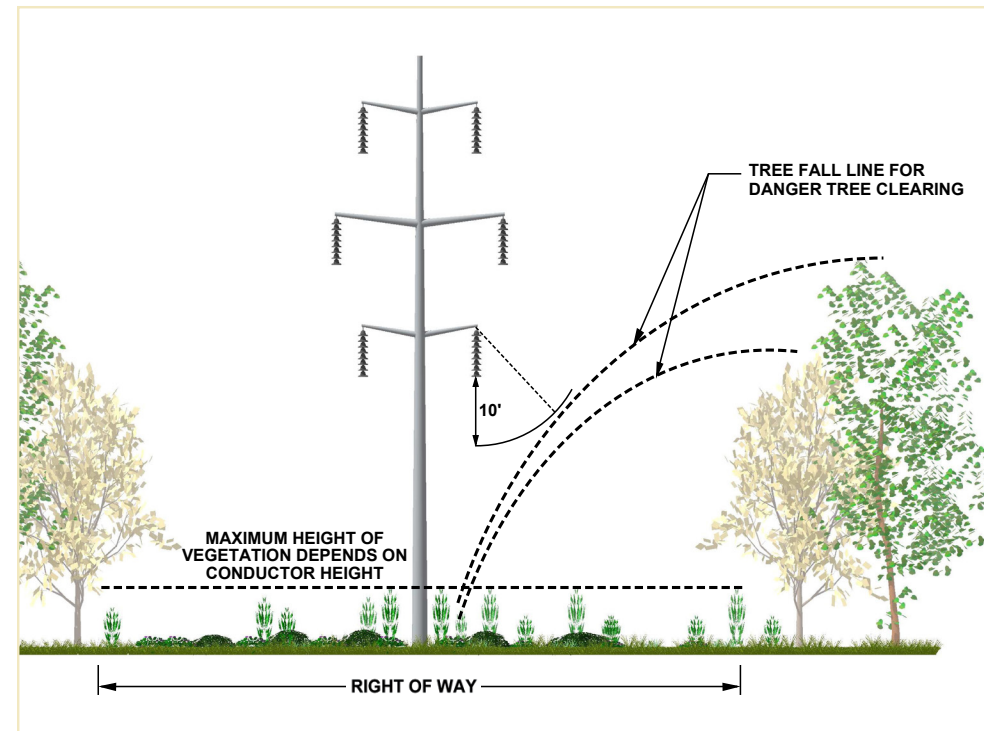 TREE FALL LINE FOR
DANGER TREE CLEARING
10'
MAXIMUM HEIGHT OF
VEGETATION DEPENDS ON
CONDUCTOR HEIGHT
RIGHT OF WAY